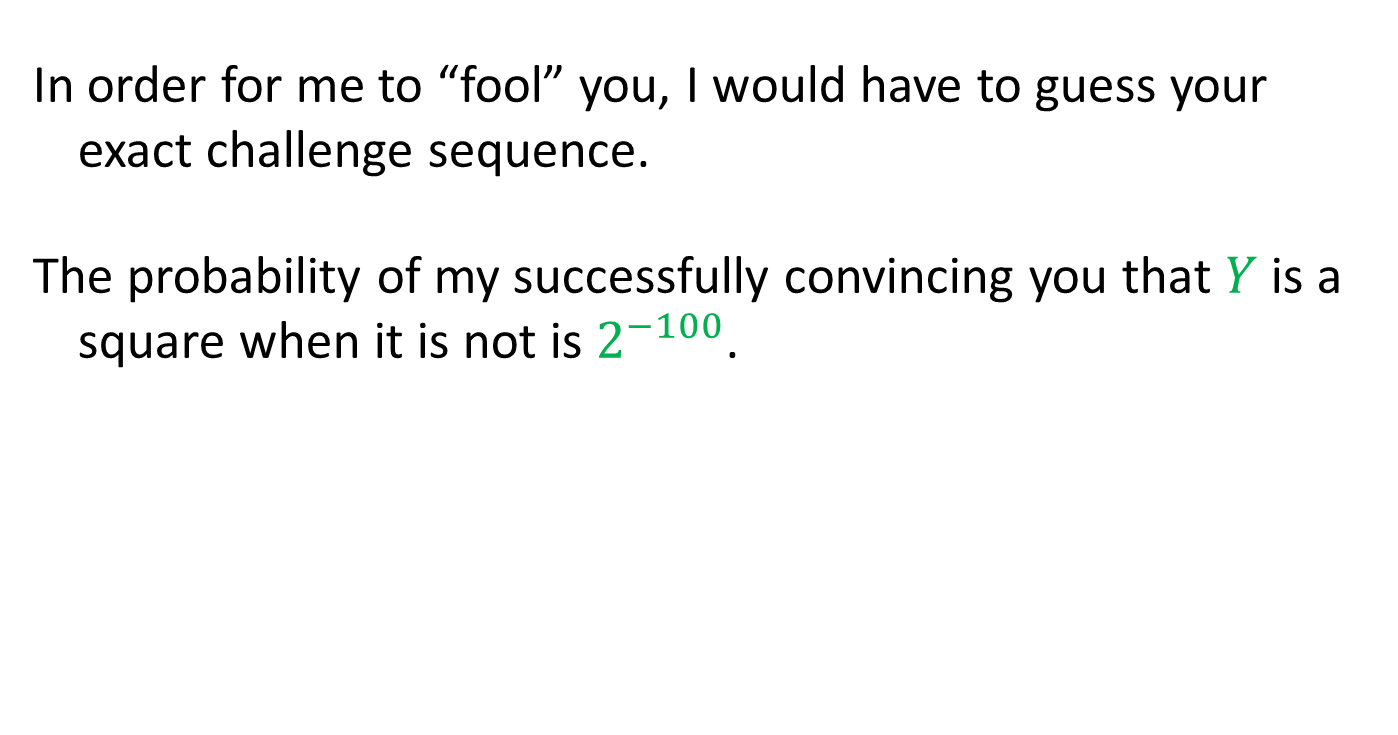 In order for me to “fool” you, I would have to guess your
exact challenge sequence.
The probability of my successfully convincing you that Y is a
square when it is not is 2⁻¹⁰⁰.